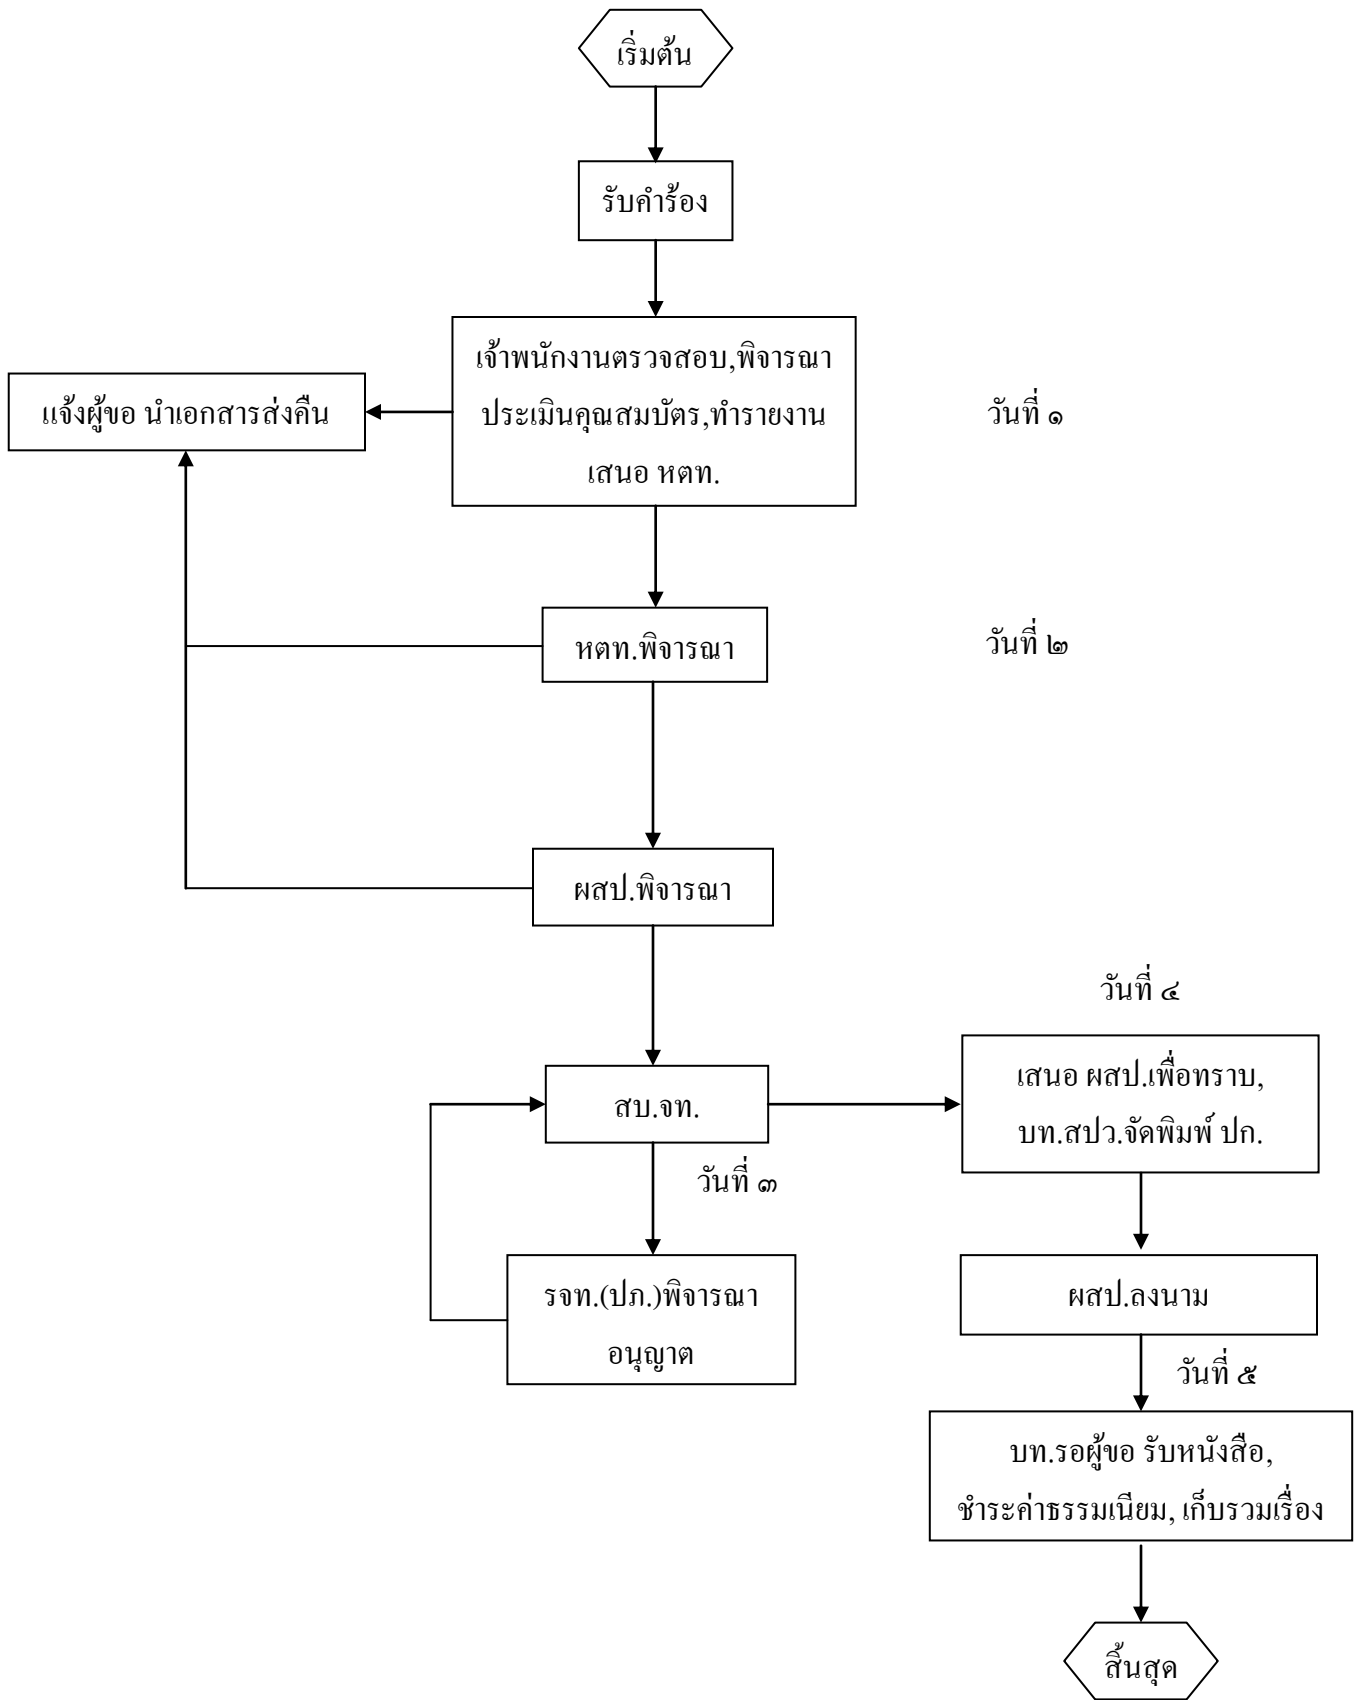 เริ่มต้น
รับคำร้อง
เจ้าพนักงานตรวจสอบ,พิจารณา
ประเมินคุณสมบัตร,ทำรายงาน
เสนอ หตท.
แจ้งผู้ขอ นำเอกสารส่งคืน
วันที่ ๑
หตท.พิจารณา
วันที่ ๒
ผสป.พิจารณา
วันที่ ๔
สบ.จท.
เสนอ ผสป.เพื่อทราบ,
บท.สปว.จัดพิมพ์ ปก.
วันที่ ๓
รจท.(ปภ.)พิจารณา
อนุญาต
ผสป.ลงนาม
วันที่ ๕
บท.รอผู้ขอ รับหนังสือ,
ชำระค่าธรรมเนียม, เก็บรวมเรื่อง
สิ้นสุด